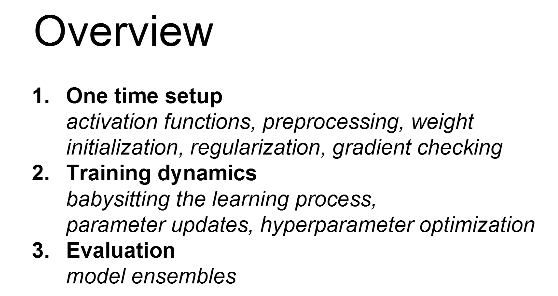 Overview
1. One time setup
activation functions, preprocessing, weight
initialization, regularization, gradient checking
2. Training dynamics
babysitting the learning process,
parameter updates, hyperparameter optimization
3. Evaluation
model ensembles